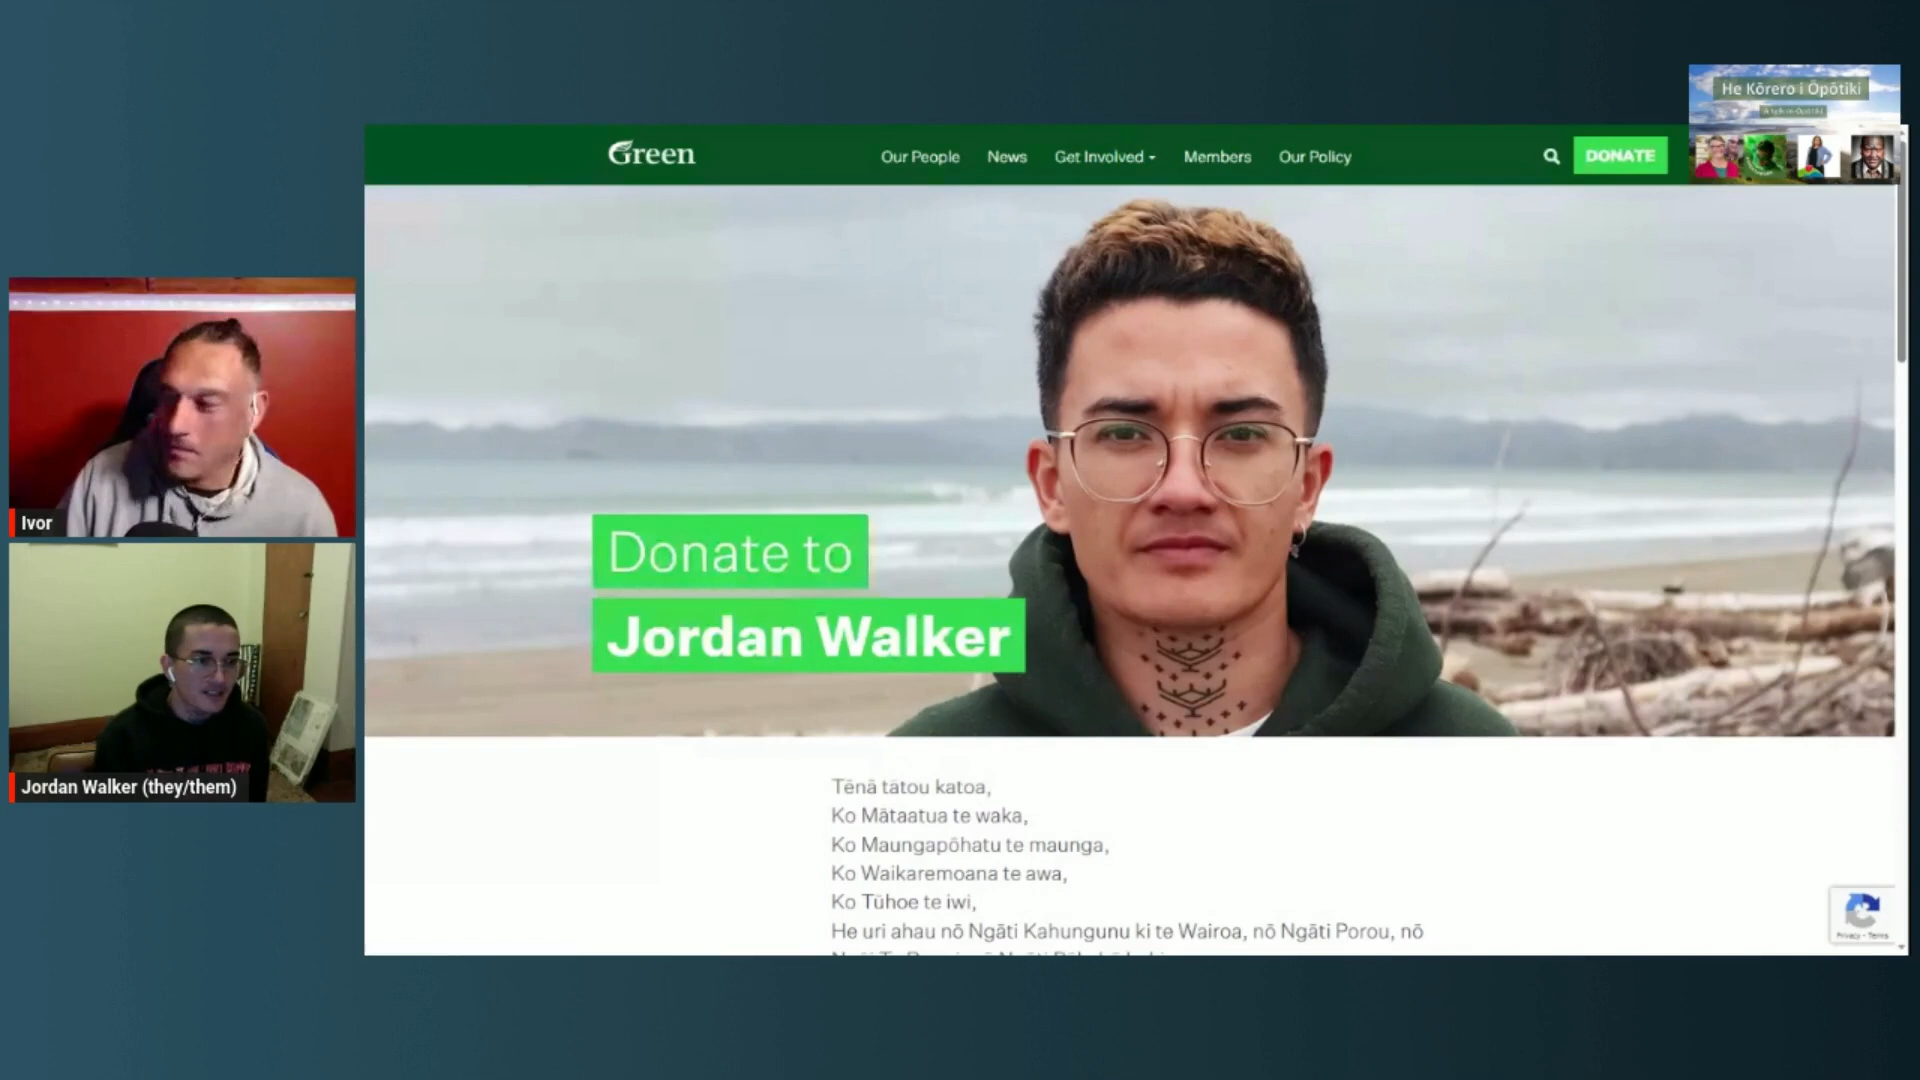 He Kōrero i Ōpōtiki
Green
Our People
News
Get Involved
Members
Our Policy
DONATE
Donate to
Jordan Walker
Ivor
Jordan Walker (they/them)
Tēnā tātou katoa,
Ko Mātaatua te waka,
Ko Maungapōhatu te maunga,
Ko Waikaremoana te awa,
Ko Tūhoe te iwi,
He uri ahau nō Ngāti Kahungunu ki te Wairoa, nō Ngāti Porou, nō
Privacy - Terms